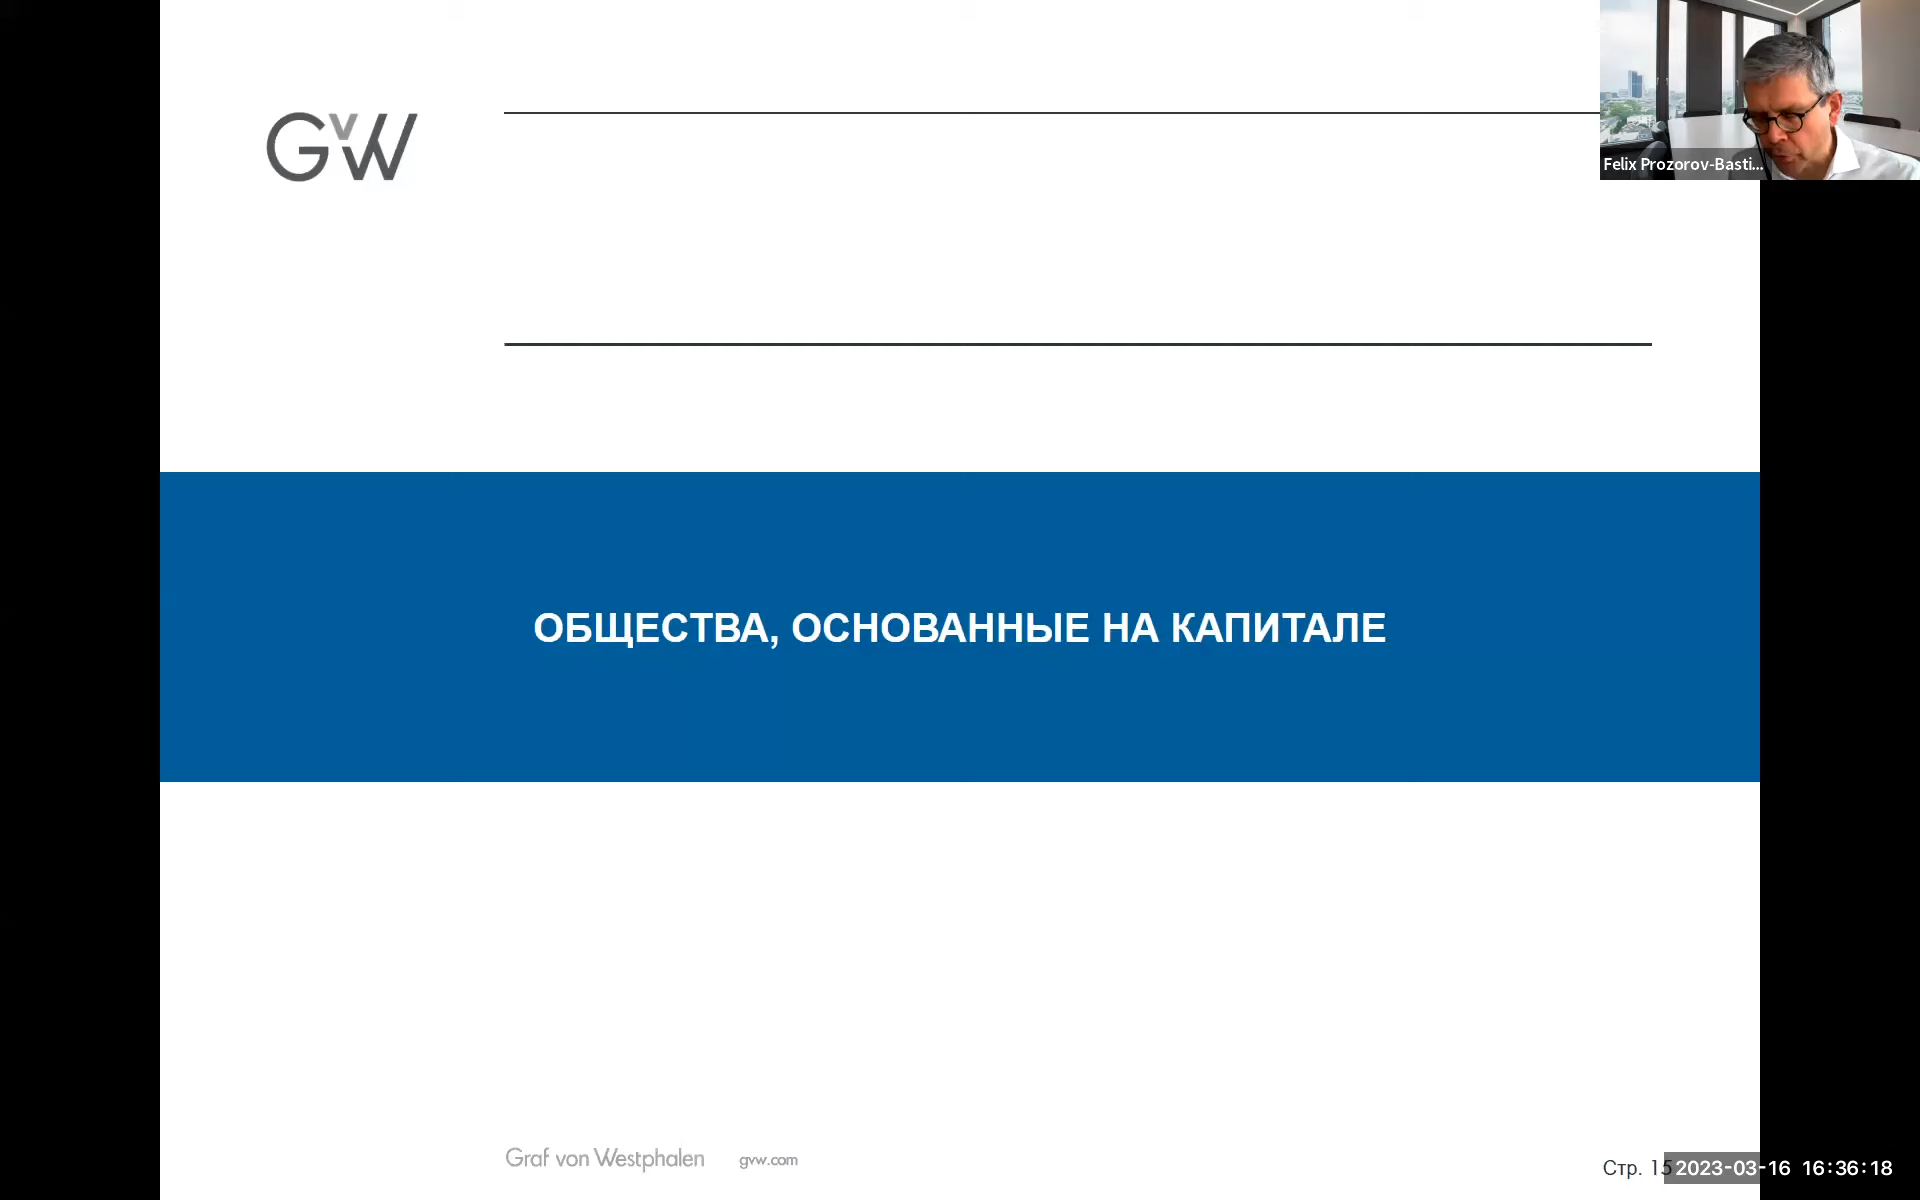 GvW
Felix Prozorov-Basti...
ОБЩЕСТВА, ОСНОВАННЫЕ НА КАПИТАЛЕ
Graf von Westphalen gvw.com
Стр. 15
2023-03-16 16:36:18